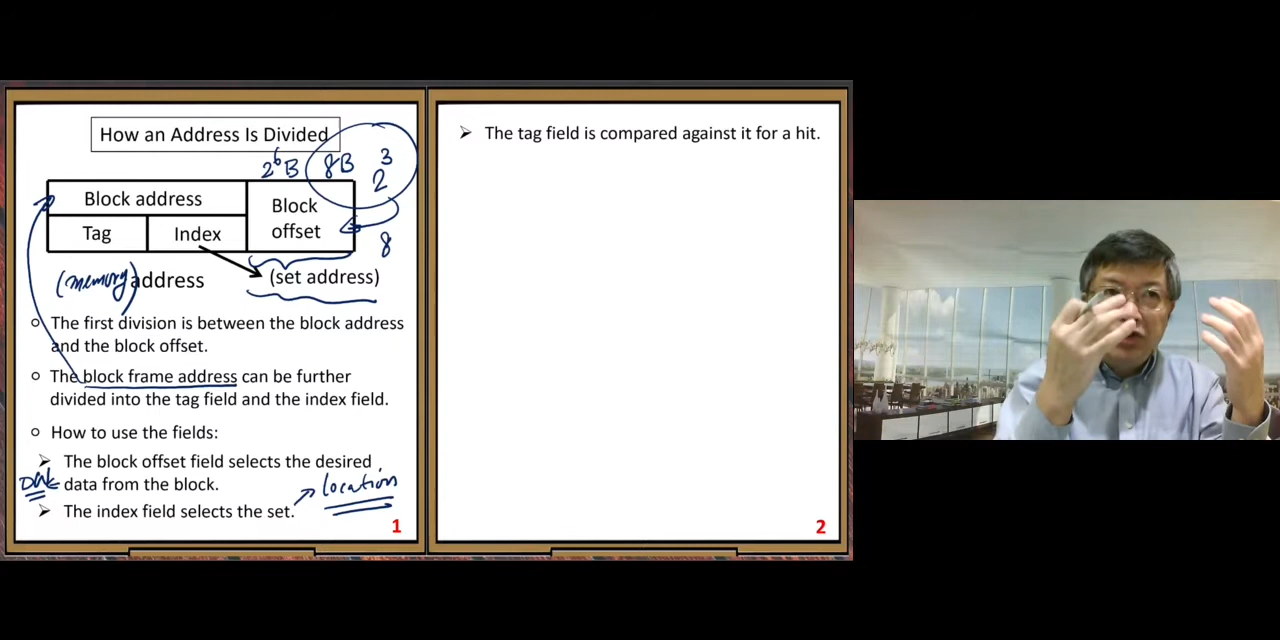 How an Address Is Divided
2^6B 8B 2^3
Block address
Block
offset
Tag
Index
8
(memory) address
(set address)
○ The first division is between the block address
and the block offset.
○ The block frame address can be further
divided into the tag field and the index field.
○ How to use the fields:
➢ The block offset field selects the desired
data from the block.
location
➢ The index field selects the set.
1
➢ The tag field is compared against it for a hit.
2